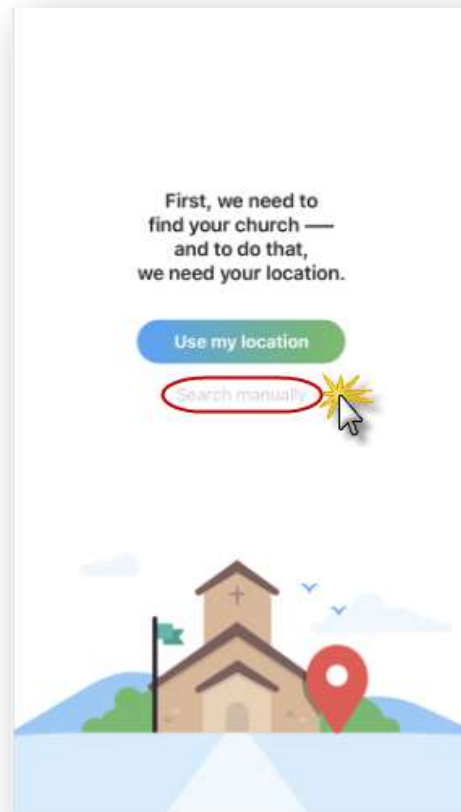 First, we need to
find your church —
and to do that,
we need your location.
Use my location
Search manually